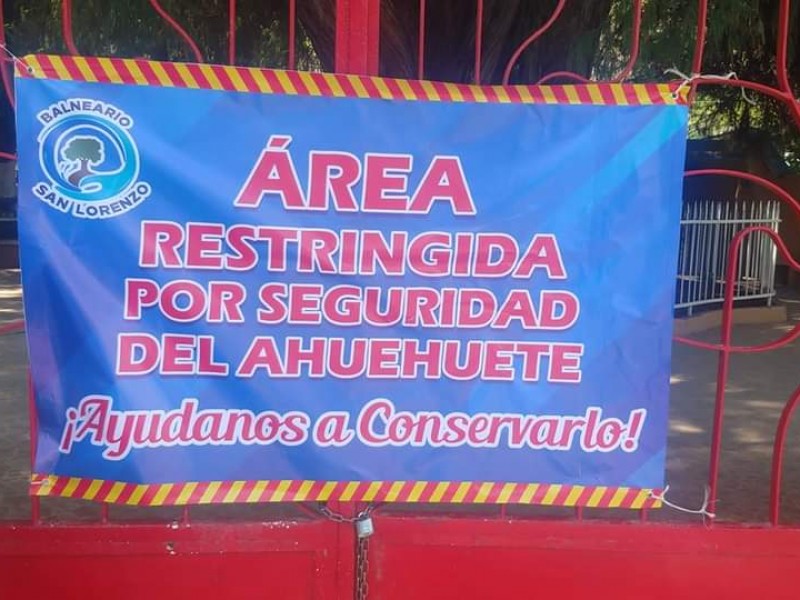 BALNEARIO
SAN LORENZO
ÁREA
RESTRINGIDA
POR SEGURIDAD
DEL AHUEHUETE
¡Ayudanos a Conservarlo!